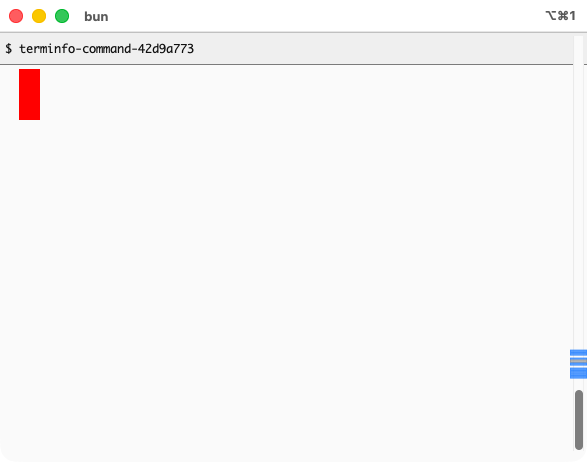 bun
⌥⌘1
$ terminfo-command-42d9a773